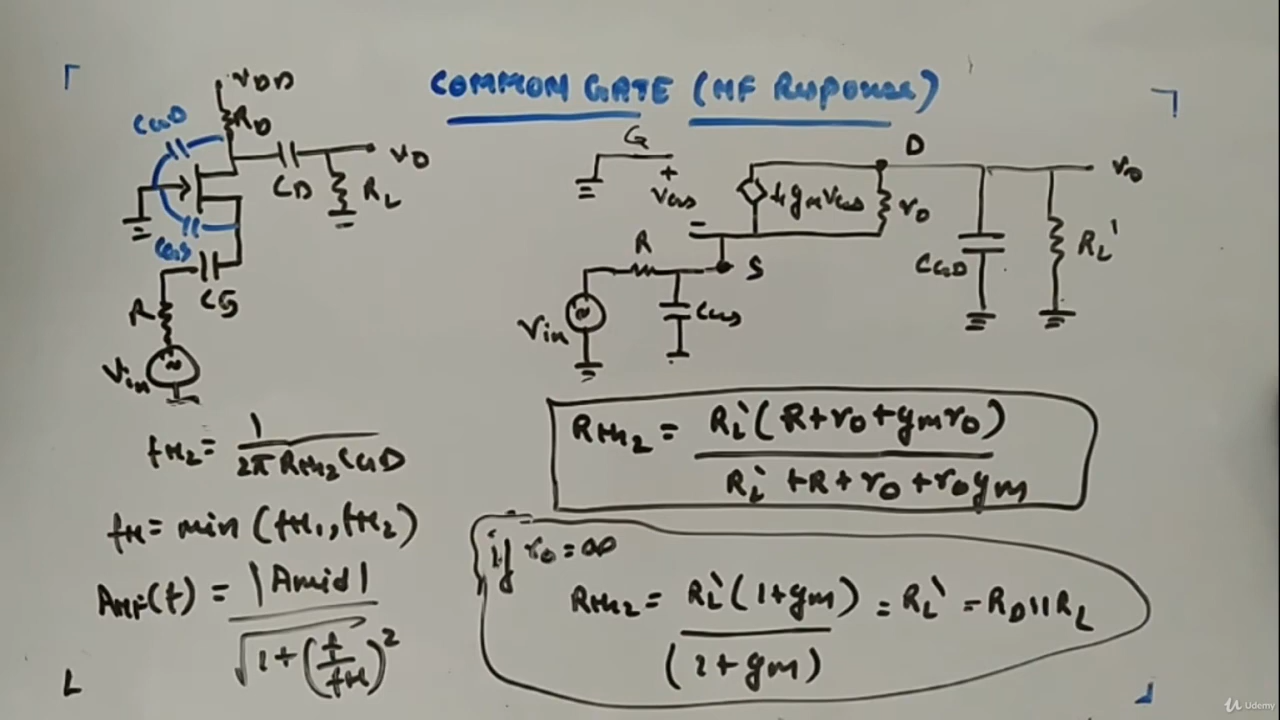 COMMON GATE (HF Response)
VDD
RD
CGD
CD
vo
RL
CGS
CS
R
Vin
G
+
VGS
-
gmVGS
ro
D
vo
CGD
RL'
R
S
CGS
Vin
fH2 = 1 / 2π RTH2 CGD
fH = min (fH1, fH2)
AHF(f) = |Amid| / √1 + (f/fH)²
RTH2 = RL' (R + ro + gmro) / RL' + R + ro + rogm
if ro = ∞
RTH2 = RL' (1 + gm) / (1 + gm) = RL' = RD || RL
Udemy